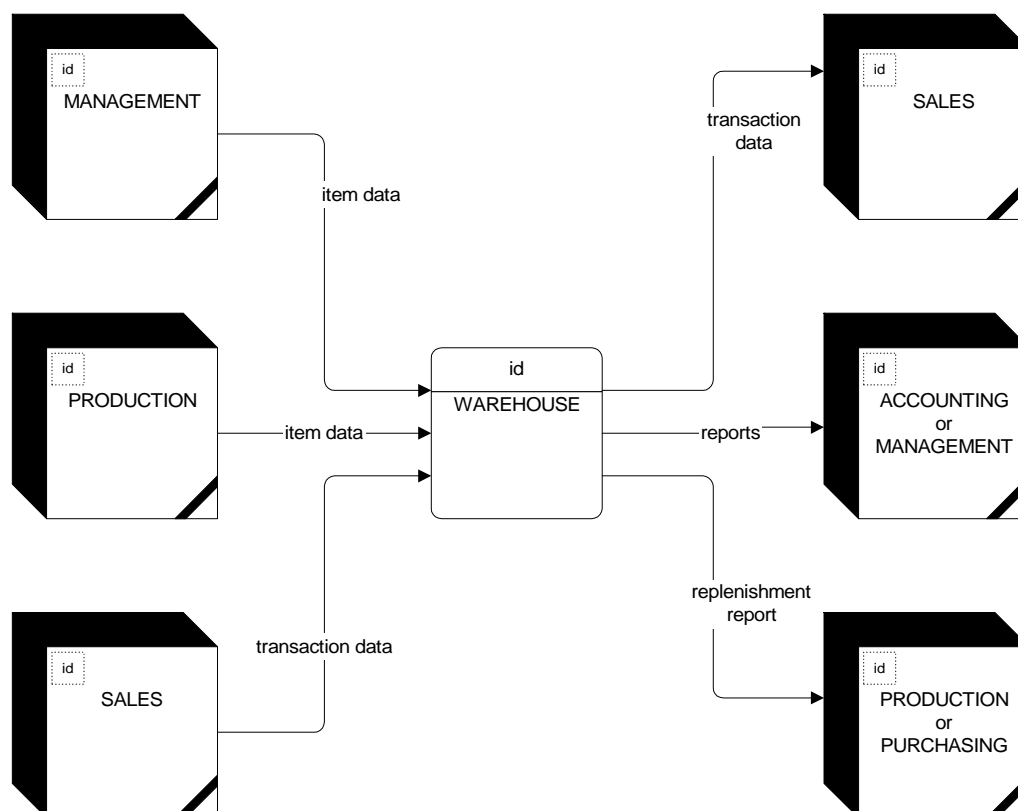 id
MANAGEMENT
item data
id
SALES
transaction
data
id
PRODUCTION
item data
id
WAREHOUSE
reports
id
ACCOUNTING
or
MANAGEMENT
id
SALES
transaction data
replenishment
report
id
PRODUCTION
or
PURCHASING